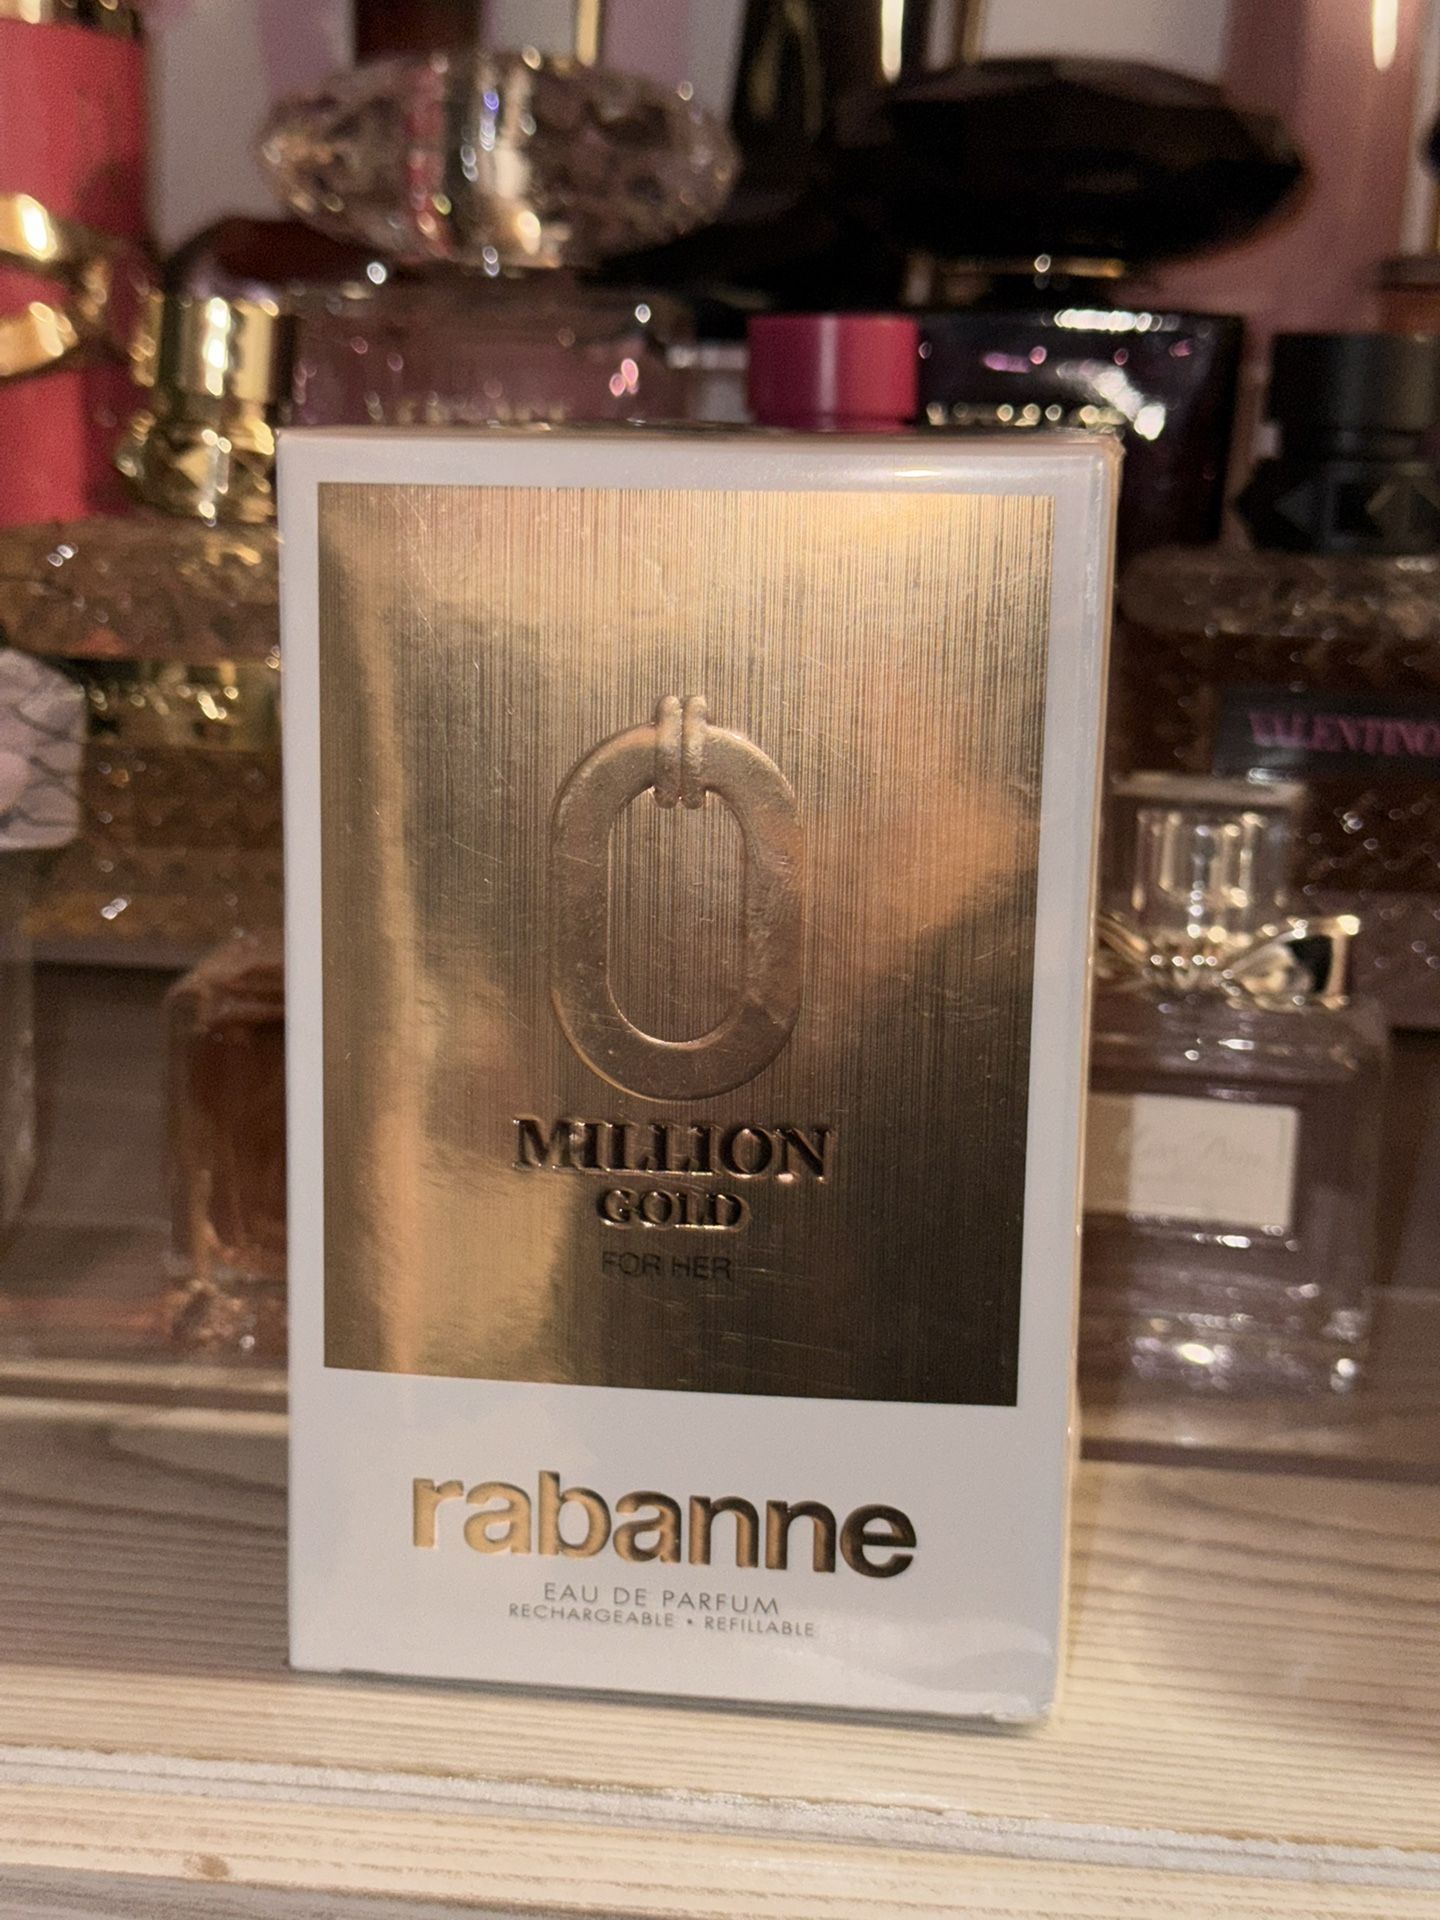 MILLION
GOLD
FOR HER
rabanne
EAU DE PARFUM
RECHARGEABLE • REFILLABLE
VALENTINO